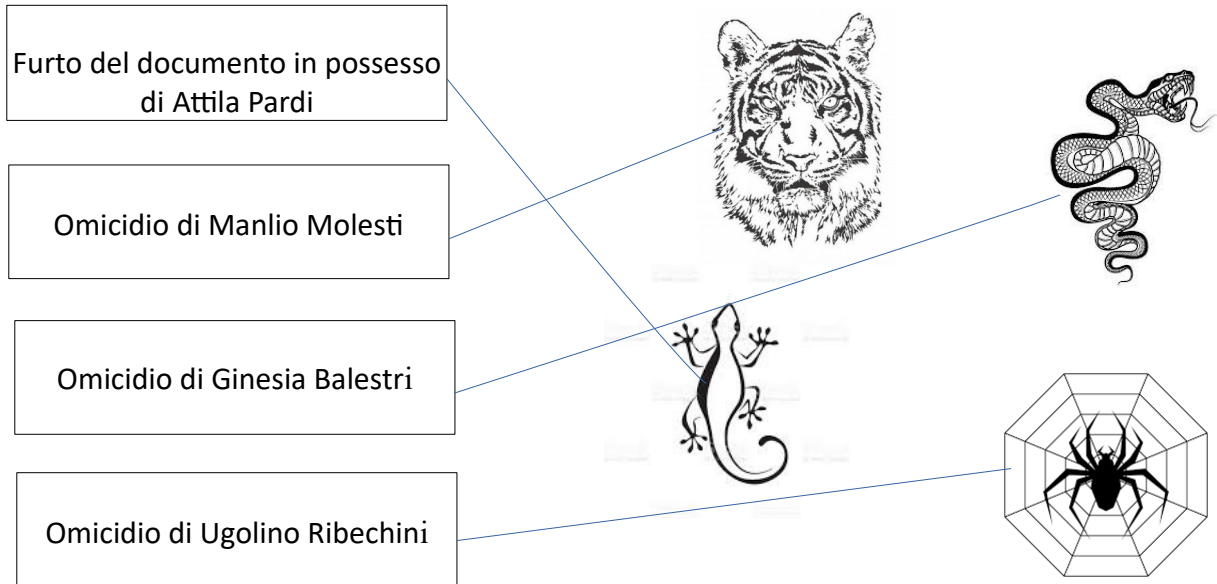 Furto del documento in possesso
di Attila Pardi
Omicidio di Manlio Molesti
Omicidio di Ginesia Balestri
Omicidio di Ugolino Ribechini